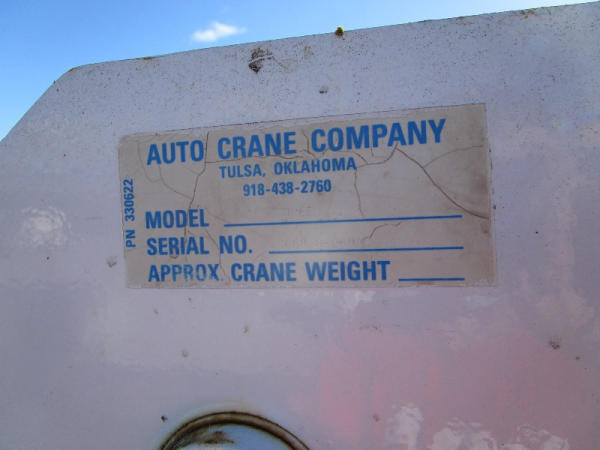 AUTO CRANE COMPANY
TULSA, OKLAHOMA
918-438-2760
MODEL
SERIAL NO.
APPROX. CRANE WEIGHT
PN 330622